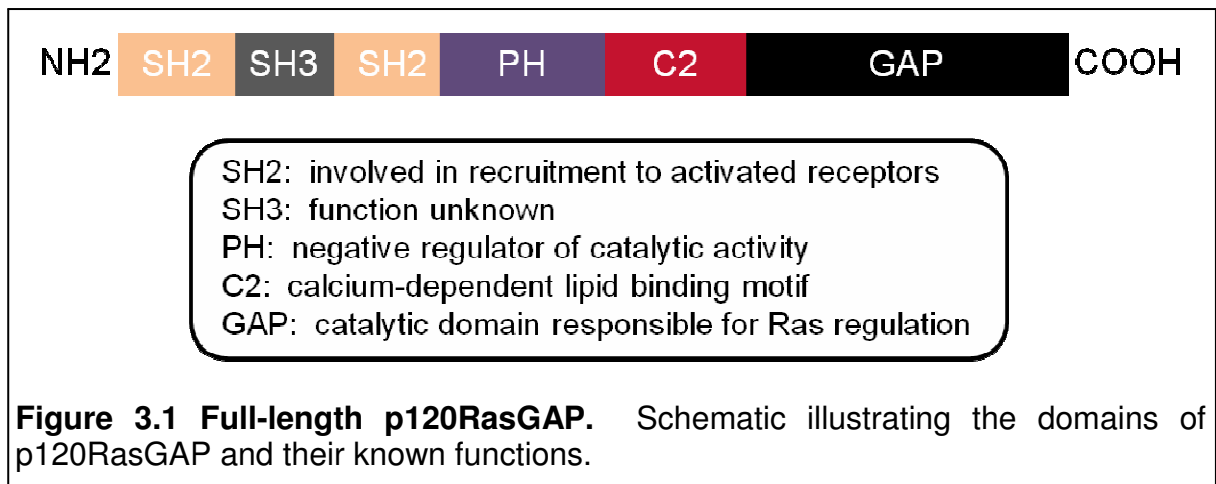 NH2 SH2 SH3 SH2 PH C2 GAP COOH
SH2: involved in recruitment to activated receptors
SH3: function unknown
PH: negative regulator of catalytic activity
C2: calcium-dependent lipid binding motif
GAP: catalytic domain responsible for Ras regulation
Figure 3.1 Full-length p120RasGAP. Schematic illustrating the domains of
p120RasGAP and their known functions.